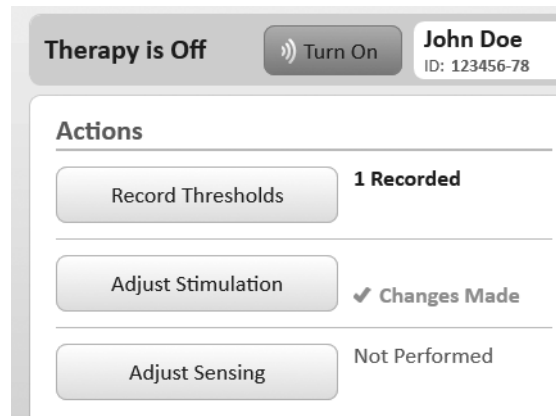 Therapy is Off
Turn On
John Doe
ID: 123456-78
Actions
Record Thresholds
1 Recorded
Adjust Stimulation
✔ Changes Made
Adjust Sensing
Not Performed